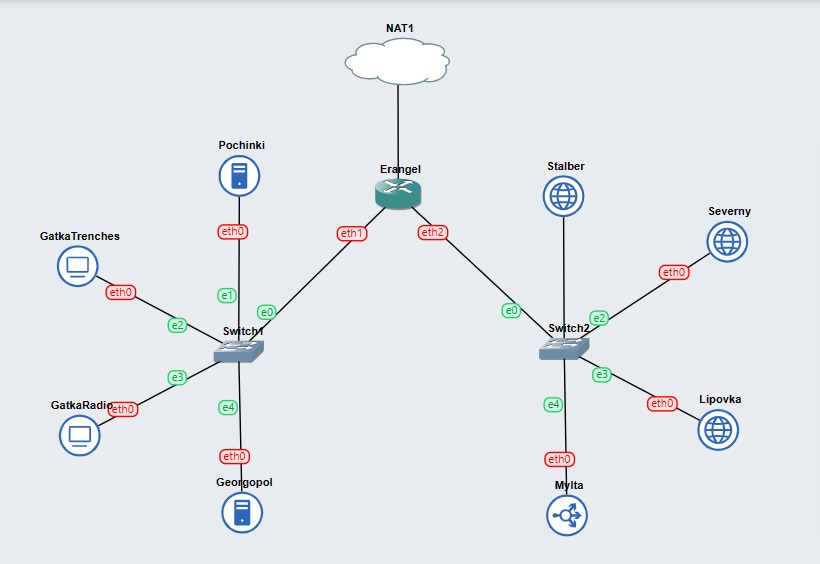 NAT1
Pochinki
Erangel
Stalber
Severny
GatkaTrenches
eth0
eth1
eth2
eth0
eth0
e1
e0
e0
e2
e2
Switch1
Switch2
e3
e3
GatkaRadio
eth0
e4
e4
eth0
Lipovka
eth0
eth0
Georgopol
Mylta